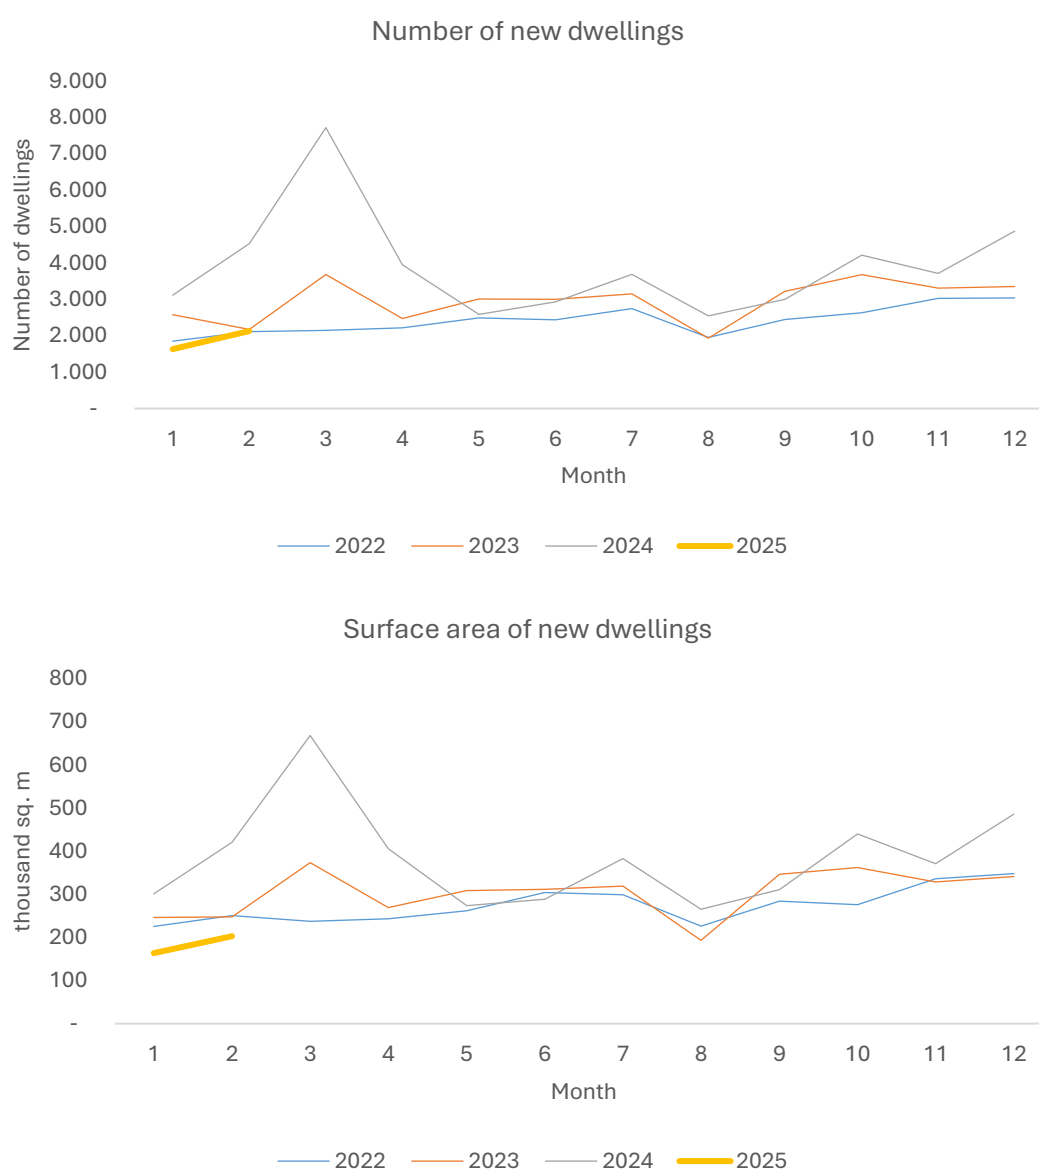 Number of new dwellings
9.000
8.000
7.000
6.000
5.000
4.000
3.000
2.000
1.000
-
Number of dwellings
1 2 3 4 5 6 7 8 9 10 11 12
Month
2022 2023 2024 2025
Surface area of new dwellings
800
700
600
500
400
300
200
100
-
thousand sq. m
1 2 3 4 5 6 7 8 9 10 11 12
Month
2022 2023 2024 2025